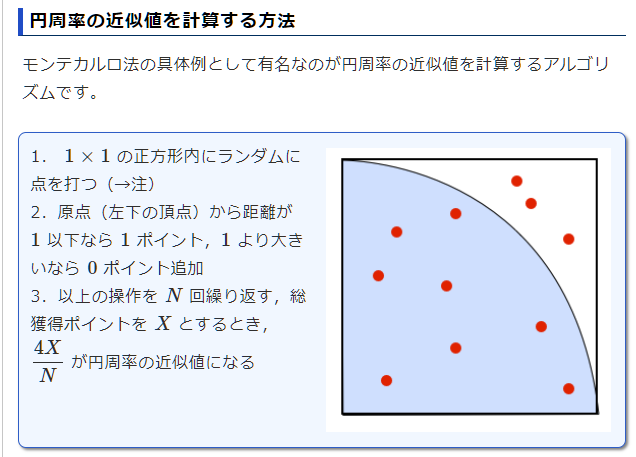 円周率の近似値を計算する方法
モンテカルロ法の具体例として有名なのが円周率の近似値を計算するアルゴリ
ズムです。
1. 1 × 1 の正方形内にランダムに
点を打つ（→注）
2. 原点（左下の頂点）から距離が
1 以下なら 1 ポイント，1 より大き
いなら 0 ポイント追加
3. 以上の操作を N 回繰り返す，総
獲得ポイントを X とするとき，
4X/N が円周率の近似値になる